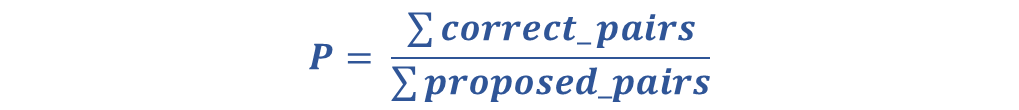 P = ∑ correct_pairs / ∑ proposed_pairs